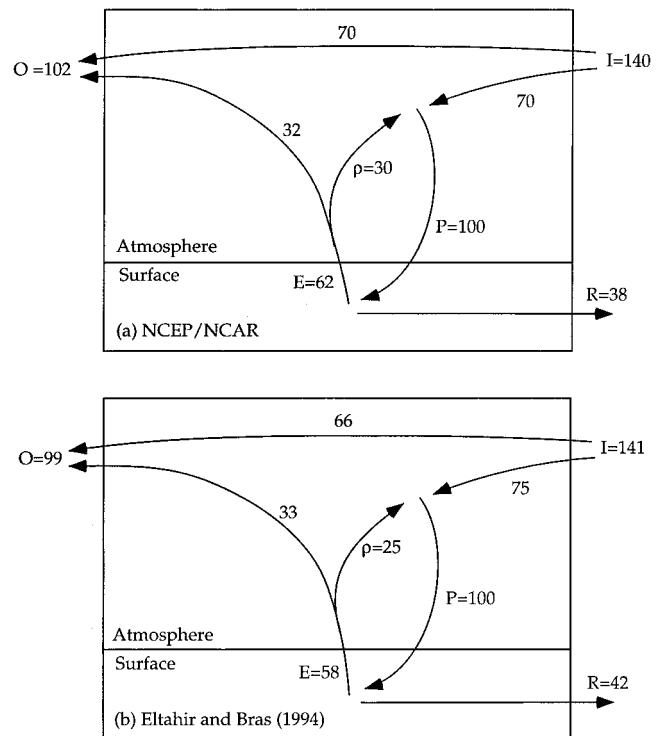 70
O =102
I=140
70
32
ρ=30
P=100
Atmosphere
Surface
E=62
R=38
(a) NCEP/NCAR
66
O=99
I=141
75
33
ρ=25
P=100
Atmosphere
Surface
E=58
R=42
(b) Eltahir and Bras (1994)